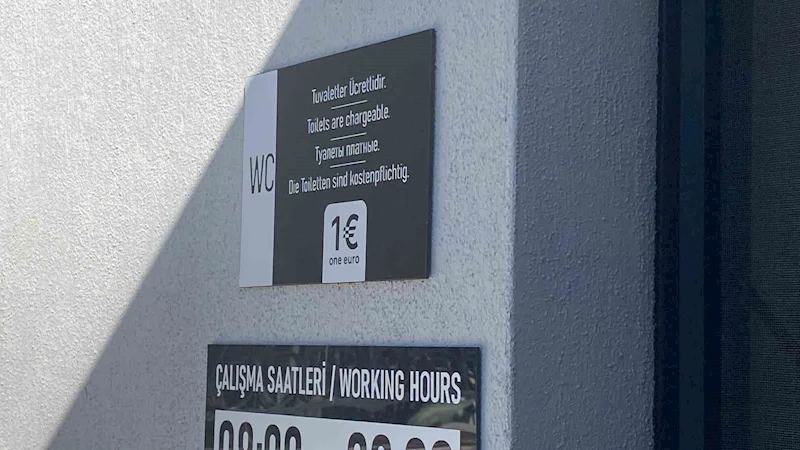 WC
Tuvaletler Ücretlidir.
Toilets are chargeable.
Туалеты платные.
Die Toiletten sind kostenpflichtig.
1€
one euro
ÇALIŞMA SAATLERİ / WORKING HOURS